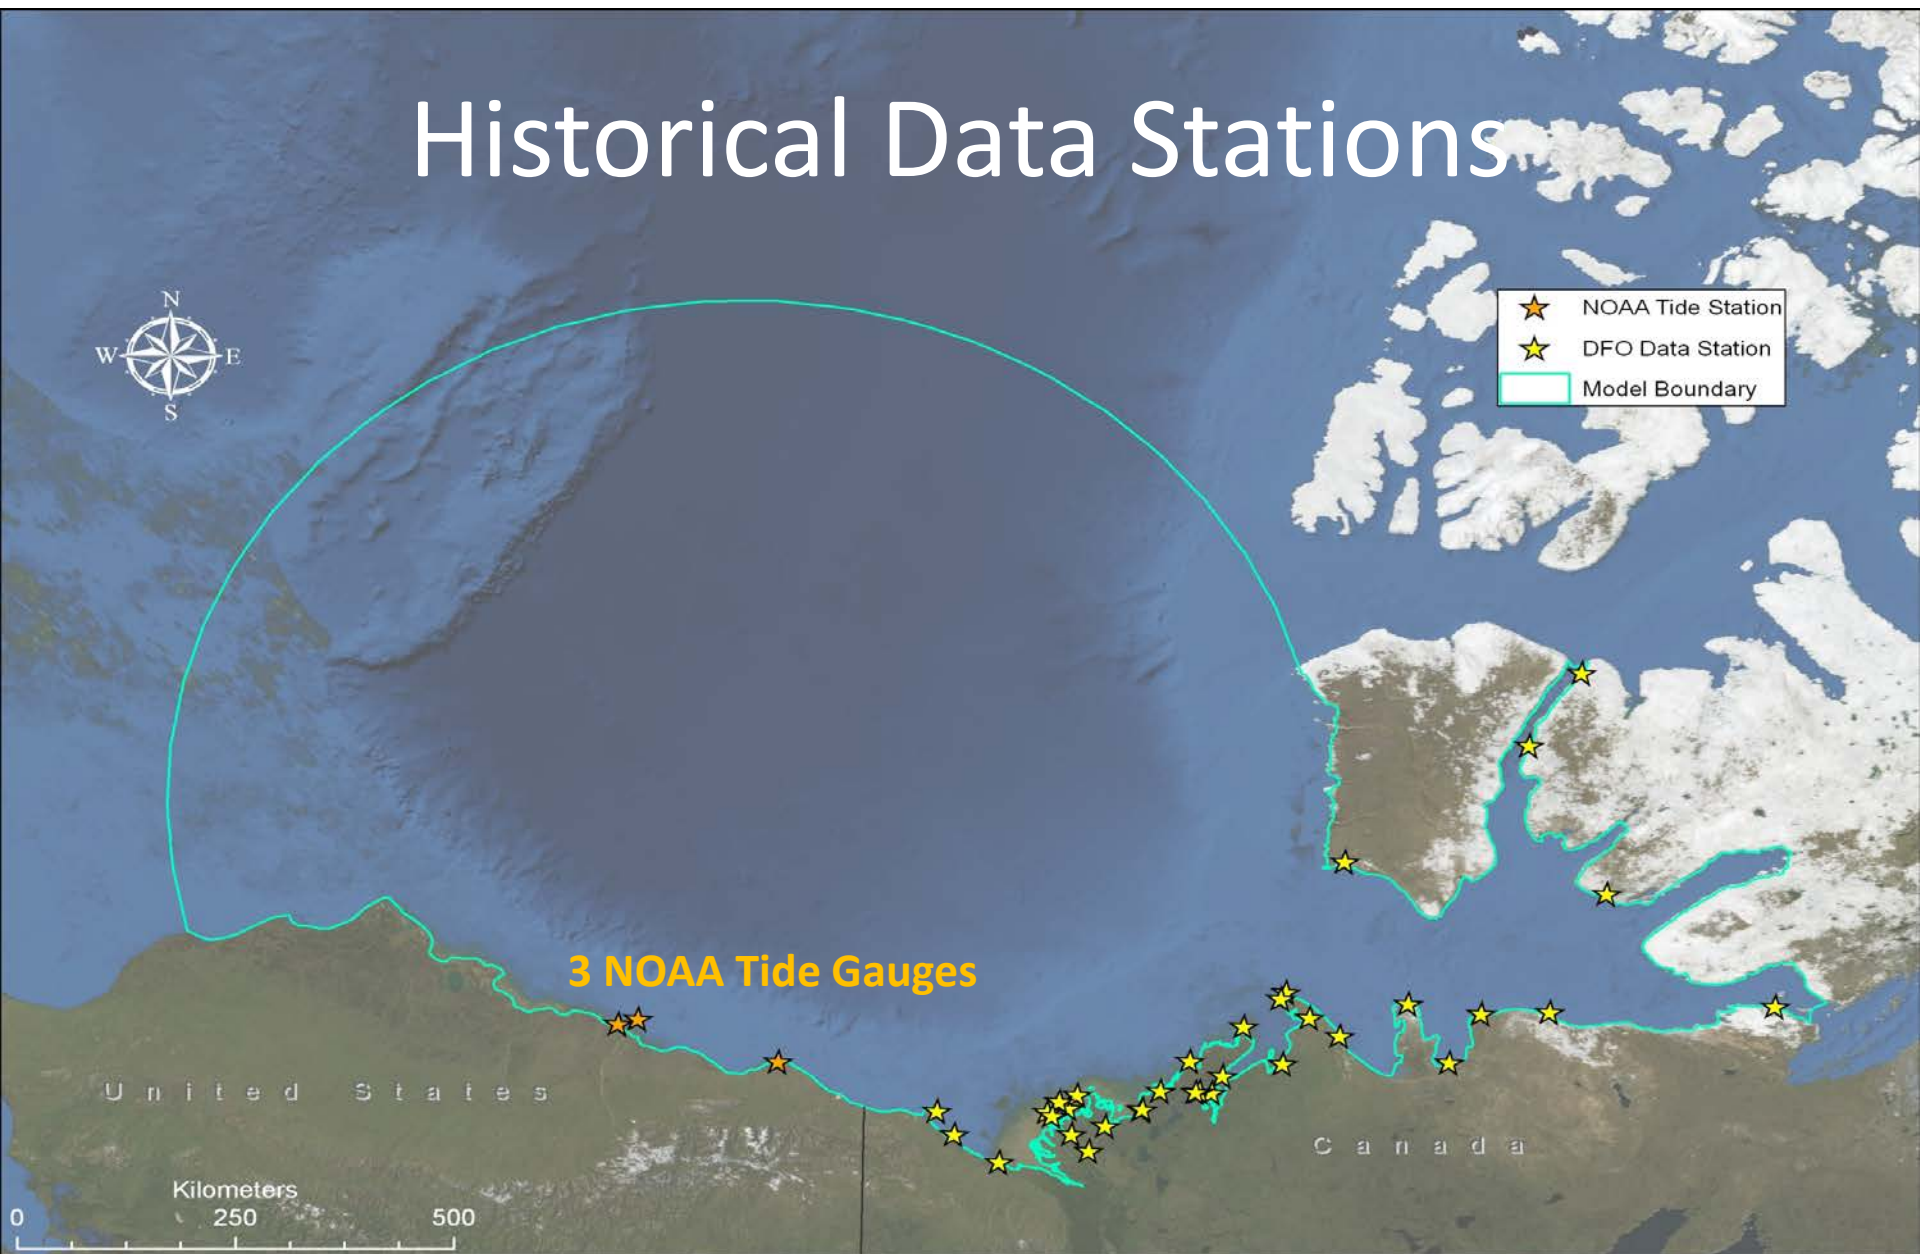 Historical Data Stations
N
W E
S
NOAA Tide Station
DFO Data Station
Model Boundary
3 NOAA Tide Gauges
United States
Canada
Kilometers
0 250 500